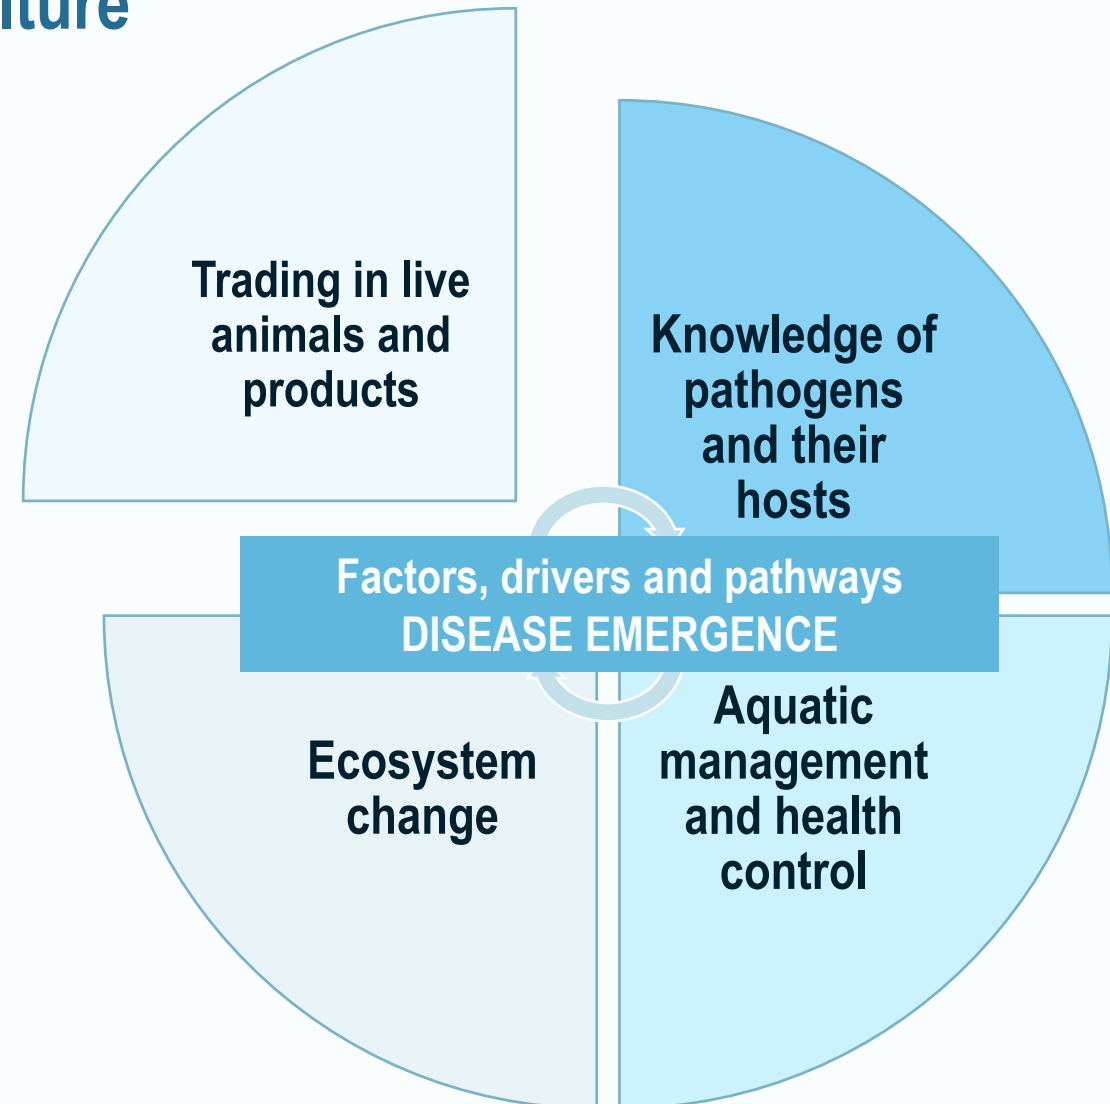 lture
Trading in live
animals and
products
Knowledge of
pathogens
and their
hosts
Factors, drivers and pathways
DISEASE EMERGENCE
Ecosystem
change
Aquatic
management
and health
control